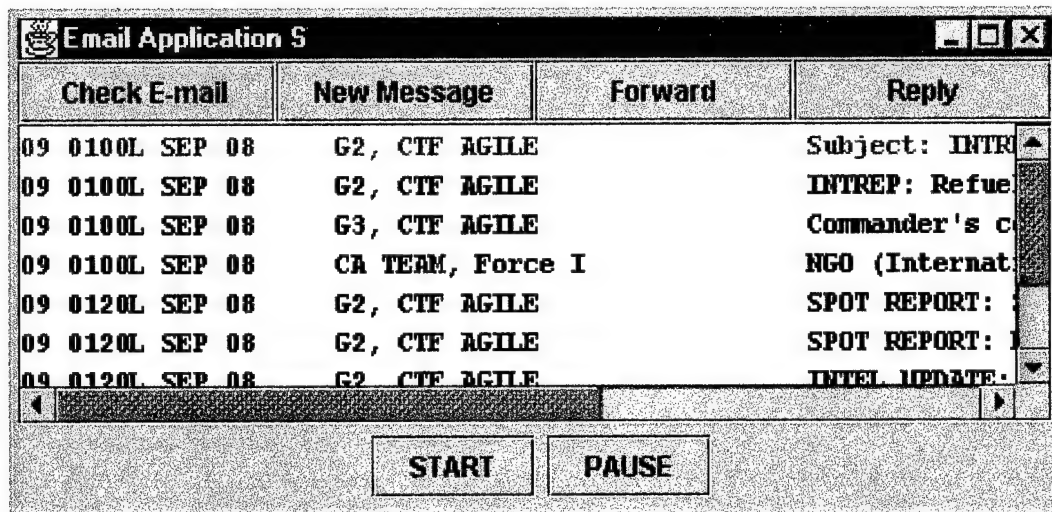 Email Application S
Check E-mail New Message Forward Reply
09 0100L SEP 08 G2, CTF AGILE Subject: INTR
09 0100L SEP 08 G2, CTF AGILE INTREP: Refue
09 0100L SEP 08 G3, CTF AGILE Commander's c
09 0100L SEP 08 CA TEAM, Force I NGO (Internat
09 0120L SEP 08 G2, CTF AGILE SPOT REPORT:
09 0120L SEP 08 G2, CTF AGILE SPOT REPORT:
09 0120L SEP 08 G2 CTF AGILE INTEL UPDATE:
START PAUSE